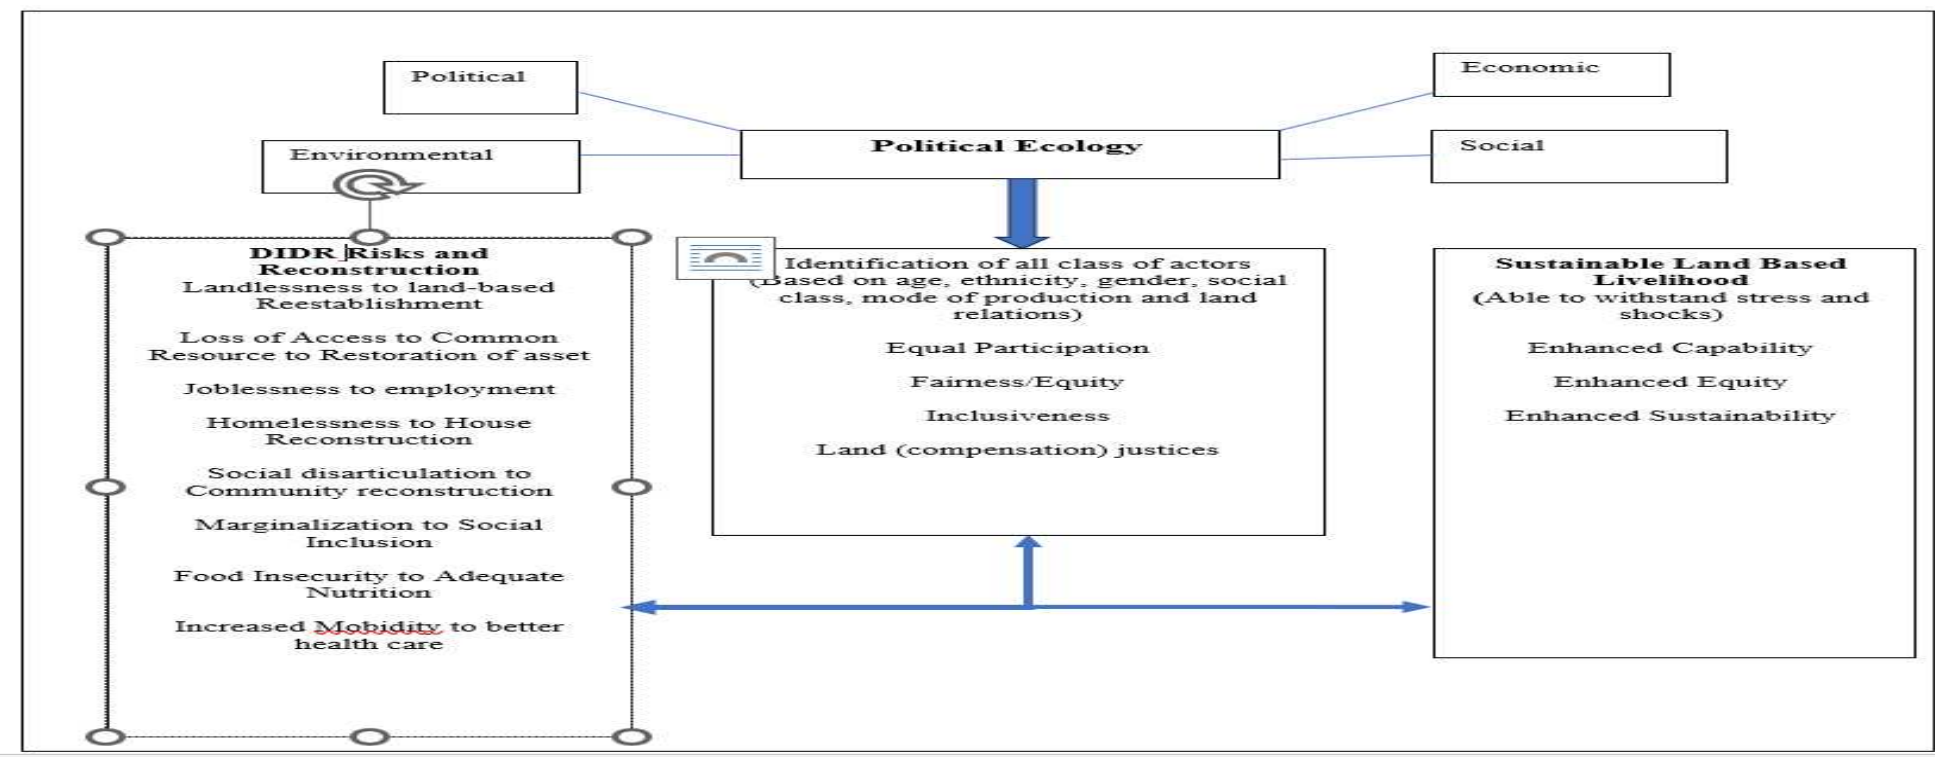 Political
Economic
Political Ecology
Social
Environmental
DIDR Risks and
Reconstruction
Landlessness to land-based
Reestablishment
Loss of Access to Common
Resource to Restoration of asset
Joblessness to employment
Homelessness to House
Reconstruction
Social disarticulation to
Community reconstruction
Marginalization to Social
Inclusion
Food Insecurity to Adequate
Nutrition
Increased Mobidity to better
health care
Identification of all class of actors
(Based on age, ethnicity, gender, social
class, mode of production and land
relations)
Equal Participation
Fairness/Equity
Inclusiveness
Land (compensation) justices
Sustainable Land Based
Livelihood
(Able to withstand stress and
shocks)
Enhanced Capability
Enhanced Equity
Enhanced Sustainability